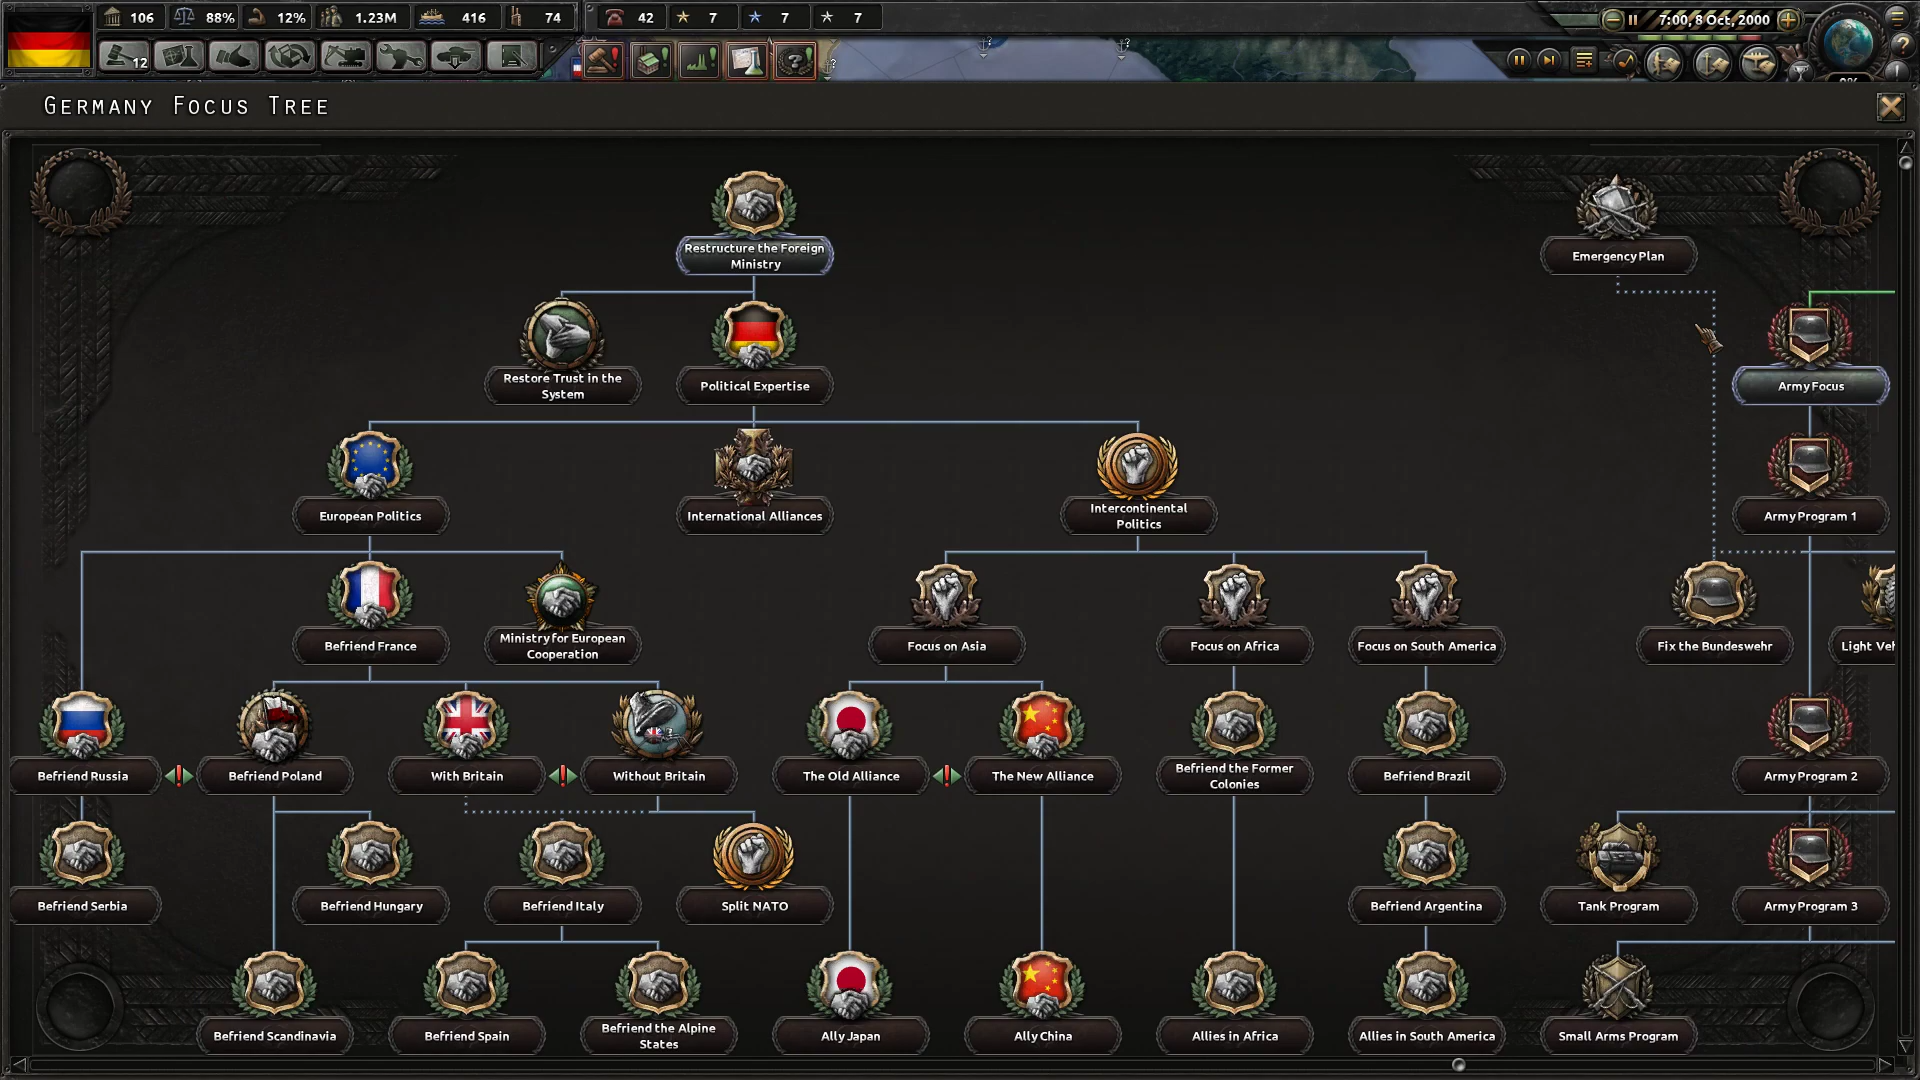 106 88% 12% 1.23M 416 74 42 7 7 7
7:00, 8 Oct, 2000
12
0%
Germany Focus Tree
Restructure the Foreign
Ministry
Emergency Plan
Restore Trust in the
System
Political Expertise
Army Focus
European Politics
International Alliances
Intercontinental
Politics
Army Program 1
Befriend France
Ministry for European
Cooperation
Focus on Asia
Focus on Africa
Focus on South America
Fix the Bundeswehr
Light Veh
Befriend Russia
Befriend Poland
With Britain
Without Britain
The Old Alliance
The New Alliance
Befriend the Former
Colonies
Befriend Brazil
Army Program 2
Befriend Serbia
Befriend Hungary
Befriend Italy
Split NATO
Befriend Argentina
Tank Program
Army Program 3
Befriend Scandinavia
Befriend Spain
Befriend the Alpine
States
Ally Japan
Ally China
Allies in Africa
Allies in South America
Small Arms Program